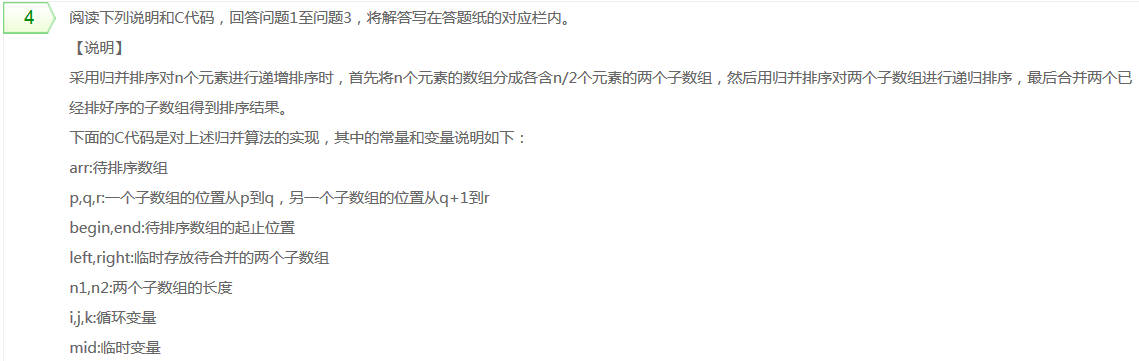 4
阅读下列说明和C代码，回答问题1至问题3，将解答写在答题纸的对应栏内。
【说明】
采用归并排序对n个元素进行递增排序时，首先将n个元素的数组分成各含n/2个元素的两个子数组，然后用归并排序对两个子数组进行递归排序，最后合并两个已
经排好序的子数组得到排序结果。
下面的C代码是对上述归并算法的实现，其中的常量和变量说明如下：
arr:待排序数组
p,q,r:一个子数组的位置从p到q，另一个子数组的位置从q+1到r
begin,end:待排序数组的起止位置
left,right:临时存放待合并的两个子数组
n1,n2:两个子数组的长度
i,j,k:循环变量
mid:临时变量